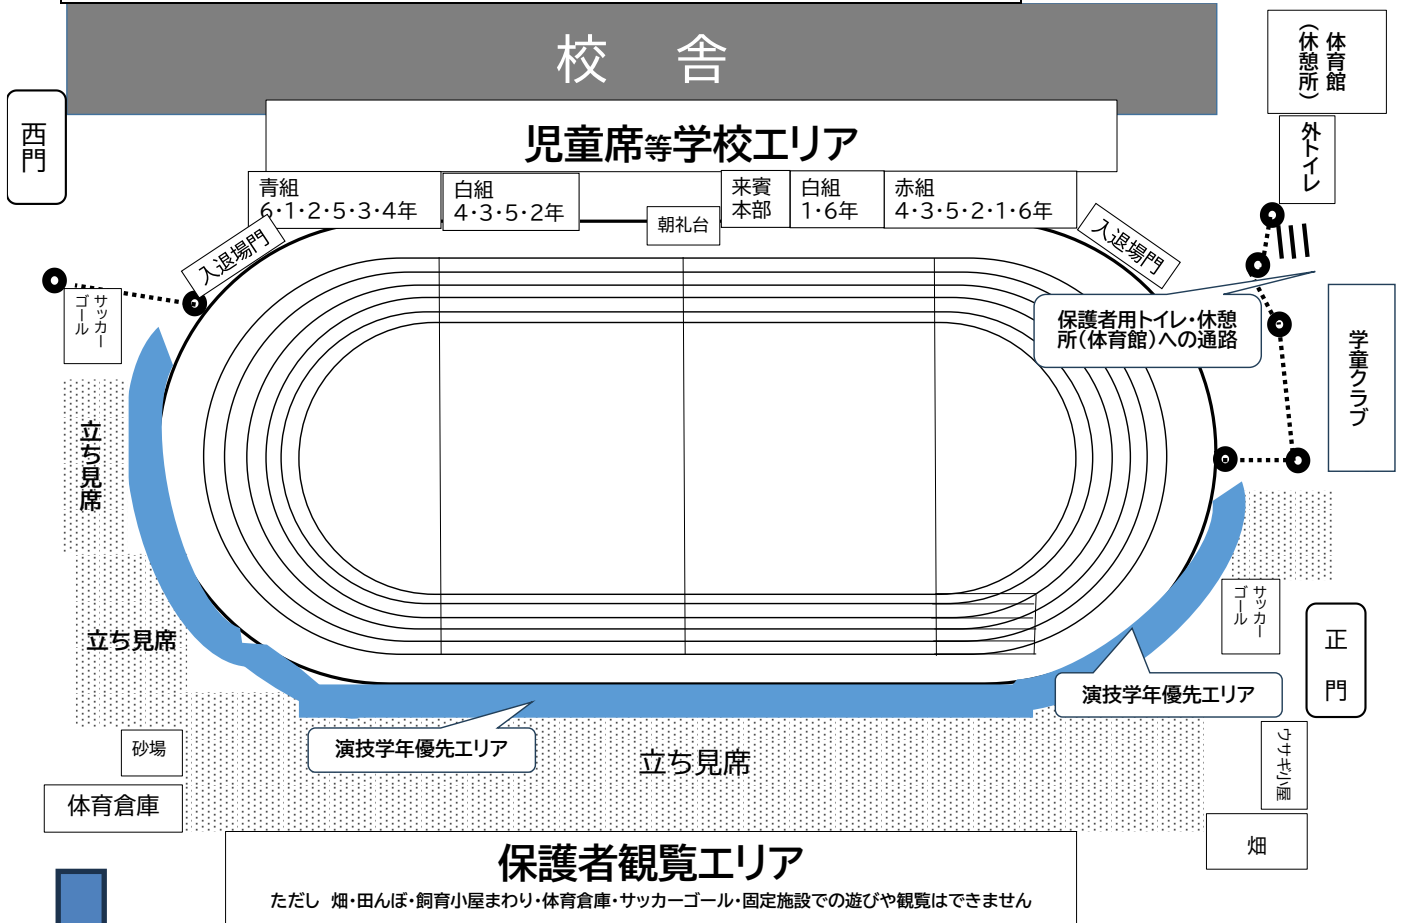 校　舎
体育館
（休憩所）
外トイレ
西門
児童席等学校エリア
青組
6・1・2・5・3・4年
白組
4・3・5・2年
朝礼台
来賓
本部
白組
1・6年
赤組
4・3・5・2・1・6年
入退場門
入退場門
サッカー
ゴール
保護者用トイレ・休憩
所（体育館）への通路
学童クラブ
立ち見席
立ち見席
サッカー
ゴール
正門
演技学年優先エリア
演技学年優先エリア
立ち見席
砂場
体育倉庫
ウサギ小屋
畑
保護者観覧エリア
ただし 畑・田んぼ・飼育小屋まわり・体育倉庫・サッカーゴール・固定施設での遊びや観覧はできません